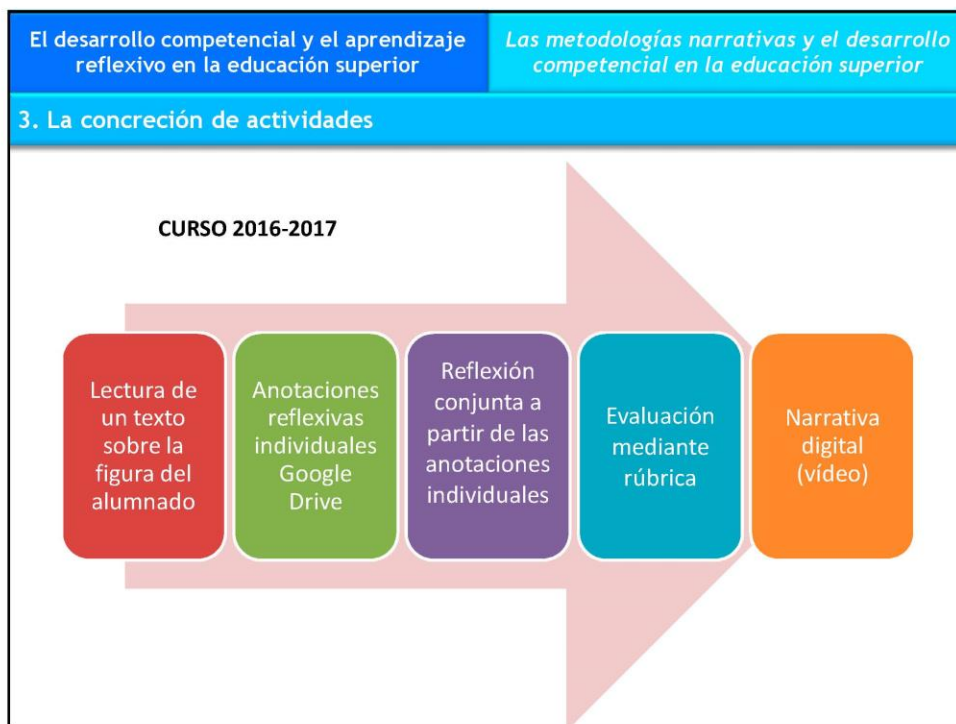 El desarrollo competencial y el aprendizaje
reflexivo en la educación superior
Las metodologías narrativas y el desarrollo
competencial en la educación superior
3. La concreción de actividades
CURSO 2016-2017
Lectura de
un texto
sobre la
figura del
alumnado
Anotaciones
reflexivas
individuales
Google
Drive
Reflexión
conjunta a
partir de las
anotaciones
individuales
Evaluación
mediante
rúbrica
Narrativa
digital
(vídeo)